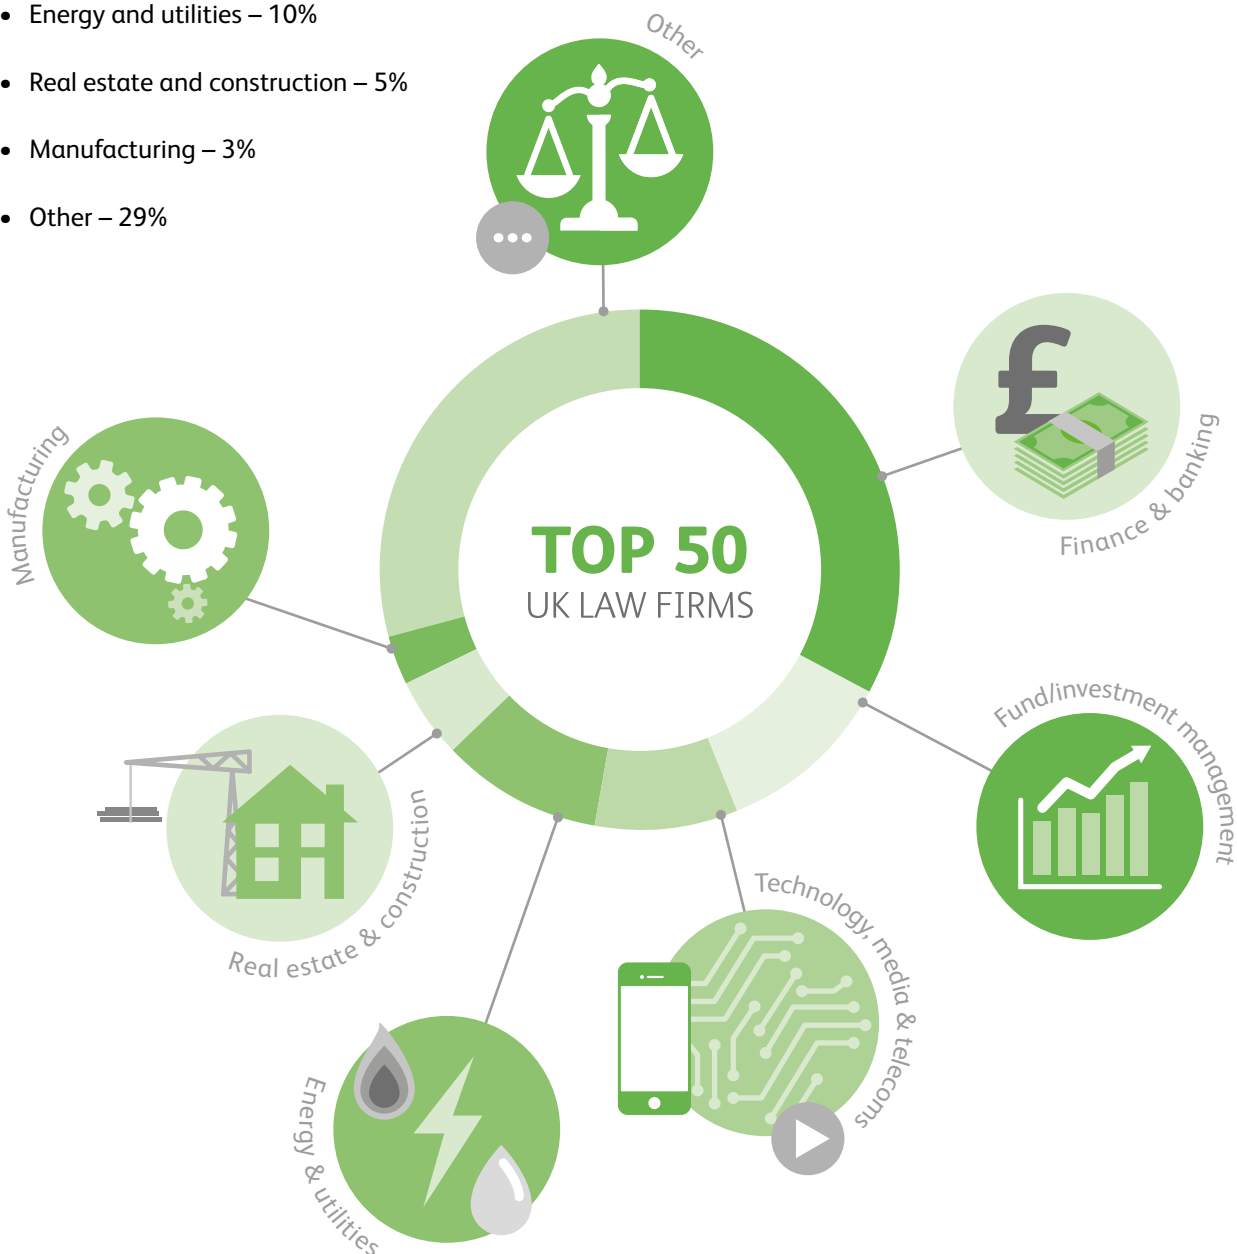 • Energy and utilities – 10%
• Real estate and construction – 5%
• Manufacturing – 3%
• Other – 29%
Other
Finance & banking
Manufacturing
TOP 50
UK LAW FIRMS
Fund/investment management
Real estate & construction
Technology, media & telecoms
Energy & utilities